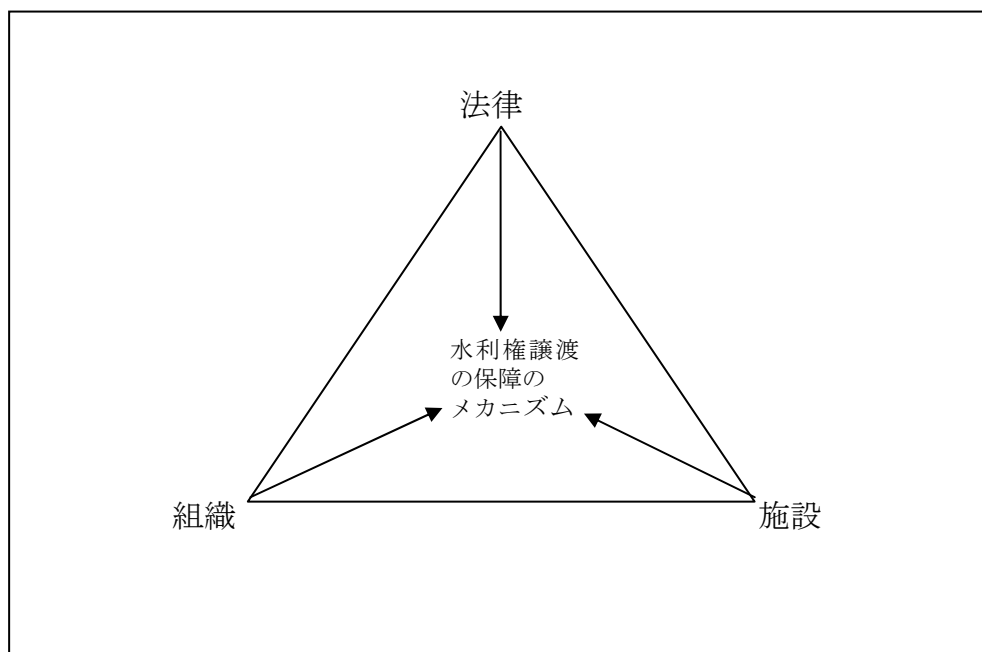 法律
水利権譲渡
の保障の
メカニズム
組織
施設